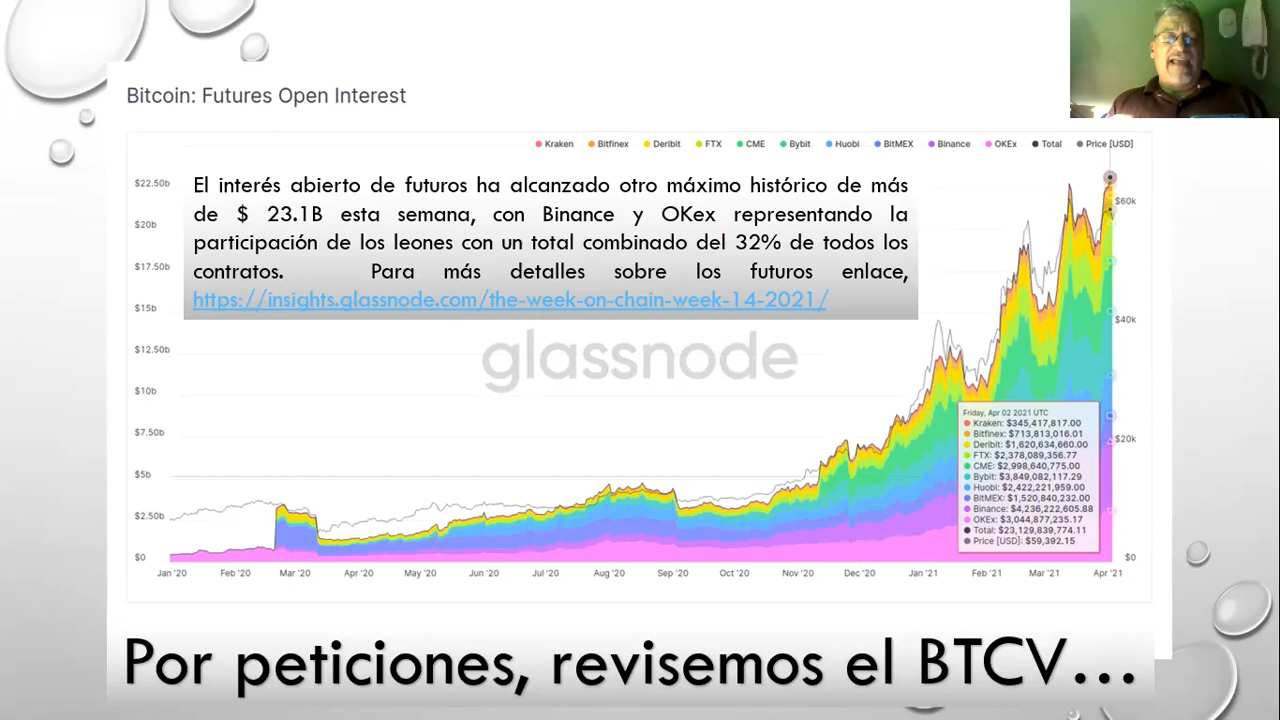 Bitcoin: Futures Open Interest
Kraken Bitfinex Deribit FTX CME Bybit Huobi BitMEX Binance OKEx Total Price [USD]
El interés abierto de futuros ha alcanzado otro máximo histórico de más
de $ 23.1B esta semana, con Binance y OKex representando la
participación de los leones con un total combinado del 32% de todos los
contratos. Para más detalles sobre los futuros enlace,
https://insights.glassnode.com/the-week-on-chain-week-14-2021/
$22.50b
$20b
$17.50b
$15b
$12.50b
$10b
$7.50b
$5b
$2.50b
$0
$60k
$40k
$20k
$0
glassnode
Friday, Apr 02 2021 UTC
Kraken: $345,417,817.00
Bitfinex: $713,813,016.01
Deribit: $1,620,634,660.00
FTX: $2,378,089,356.77
CME: $2,998,640,775.00
Bybit: $3,849,082,117.29
Huobi: $2,422,221,959.00
BitMEX: $1,520,840,232.00
Binance: $4,236,222,605.88
OKEx: $3,044,877,235.17
Total: $23,129,839,774.11
Price [USD]: $59,392.15
Jan '20 Feb '20 Mar '20 Apr '20 May '20 Jun '20 Jul '20 Aug '20 Sep '20 Oct '20 Nov '20 Dec '20 Jan '21 Feb '21 Mar '21 Apr '21
Por peticiones, revisemos el BTCV...